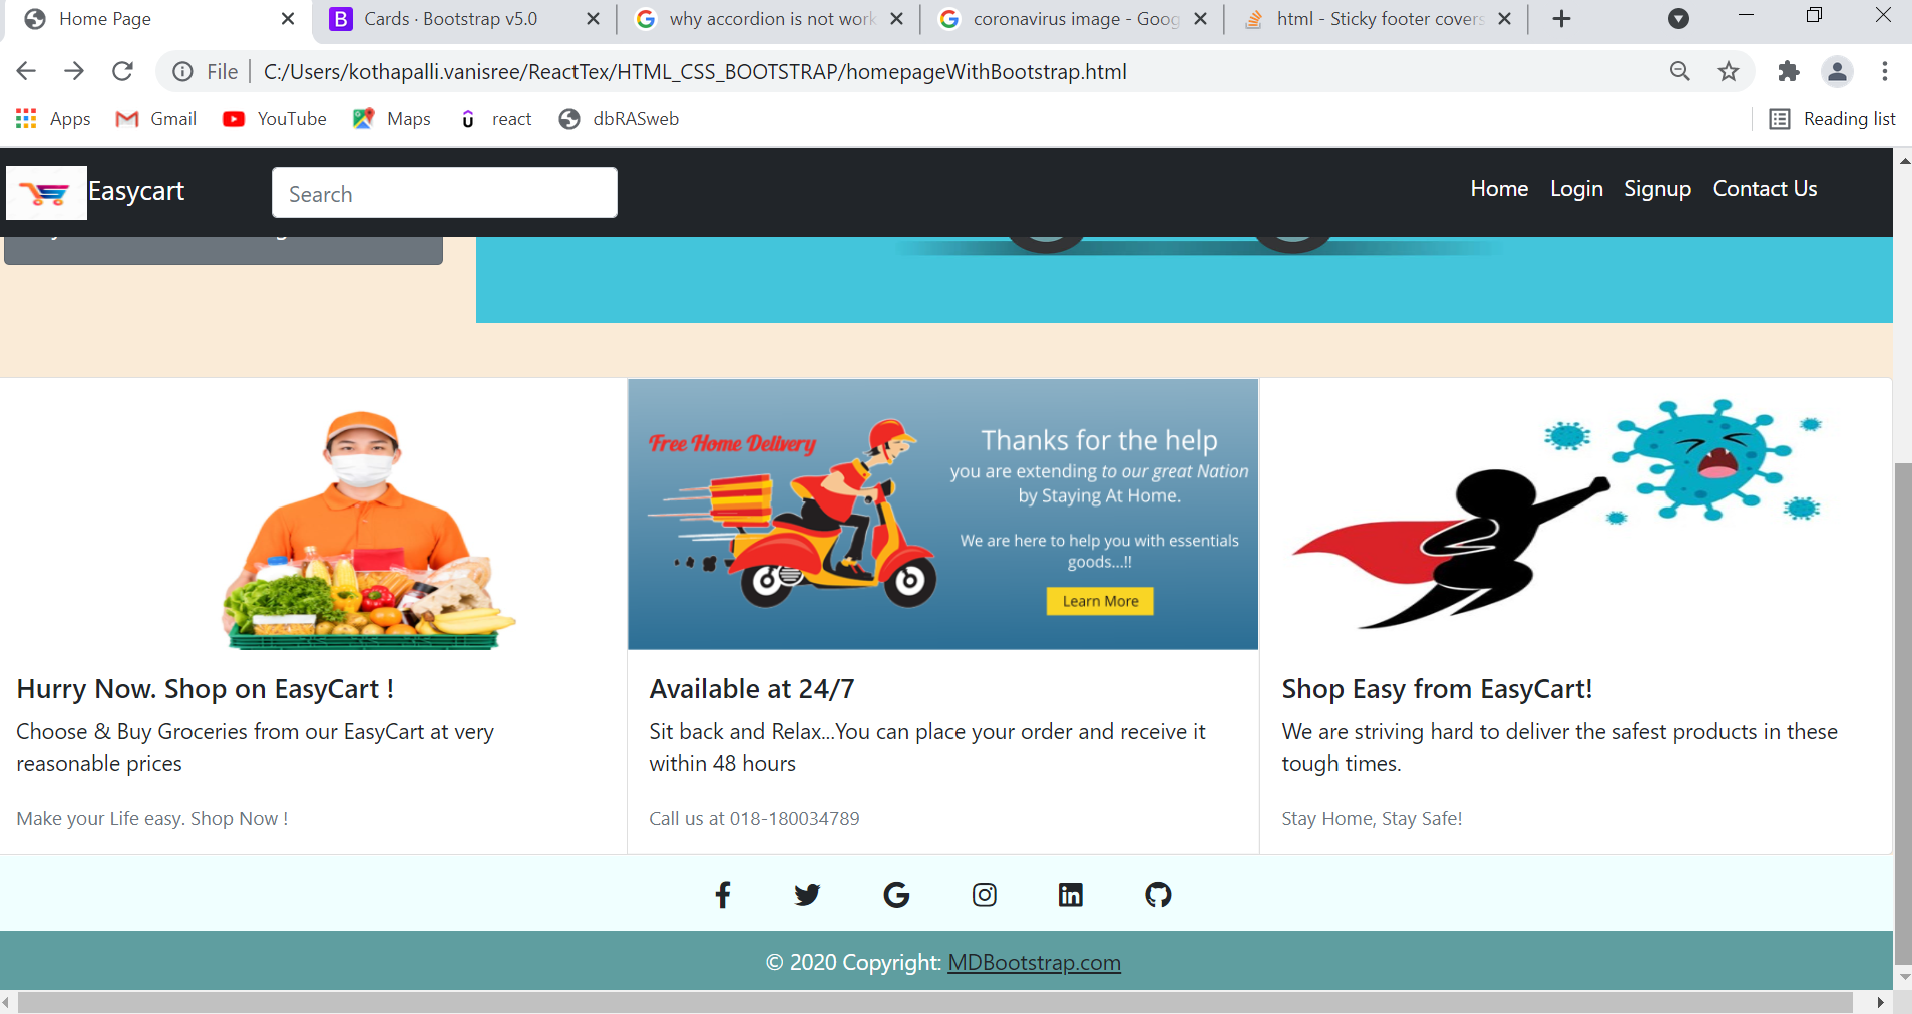 Home Page
Cards · Bootstrap v5.0
why accordion is not work
coronavirus image - Goog
html - Sticky footer covers
File
C:/Users/kothapalli.vanisree/ReactTex/HTML_CSS_BOOTSTRAP/homepageWithBootstrap.html
Apps
Gmail
YouTube
Maps
react
dbRASweb
Reading list
Easycart
Search
Home
Login
Signup
Contact Us
Free Home Delivery
Thanks for the help
you are extending to our great Nation
by Staying At Home.
We are here to help you with essentials
goods...!!
Learn More
Hurry Now. Shop on EasyCart !
Choose & Buy Groceries from our EasyCart at very
reasonable prices
Make your Life easy. Shop Now !
Available at 24/7
Sit back and Relax...You can place your order and receive it
within 48 hours
Call us at 018-180034789
Shop Easy from EasyCart!
We are striving hard to deliver the safest products in these
tough times.
Stay Home, Stay Safe!
© 2020 Copyright: MDBootstrap.com